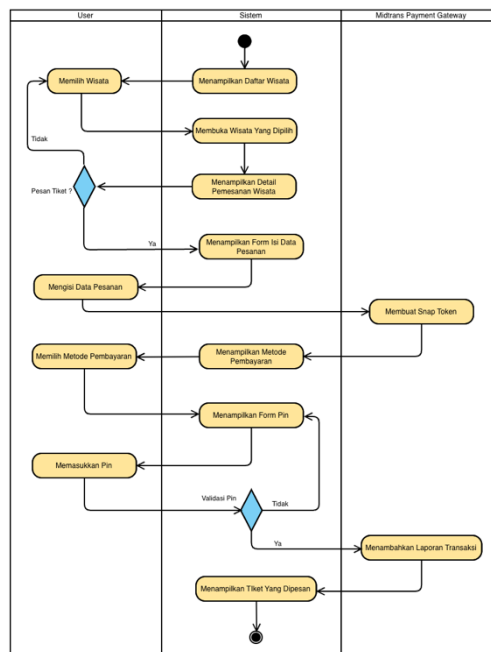 User
Sistem
Midtrans Payment Gateway
Memilih Wisata
Menampilkan Daftar Wisata
Membuka Wisata Yang Dipilih
Tidak
Pesan Tiket ?
Menampilkan Detail
Pemesanan Wisata
Ya
Menampilkan Form Isi Data
Pesanan
Mengisi Data Pesanan
Membuat Snap Token
Memilih Metode Pembayaran
Menampilkan Metode
Pembayaran
Menampilkan Form Pin
Memasukkan Pin
Validasi Pin
Tidak
Ya
Menambahkan Laporan Transaksi
Menampilkan TIket Yang Dipesan